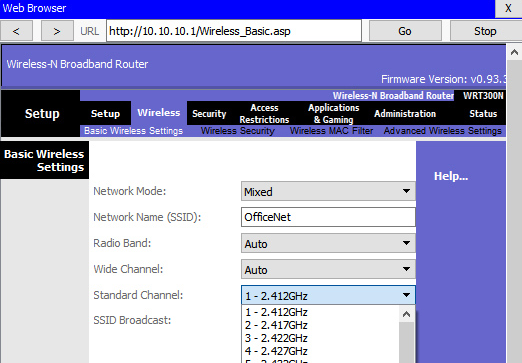 Web Browser X
< > URL http://10.10.10.1/Wireless_Basic.asp Go Stop
Wireless-N Broadband Router
Firmware Version: v0.93.3
Wireless-N Broadband Router WRT300N
Setup Setup Wireless Security Access Restrictions Applications & Gaming Administration Status
Basic Wireless Settings Wireless Security Wireless MAC Filter Advanced Wireless Settings
Basic Wireless
Settings
Help...
Network Mode: Mixed
Network Name (SSID): OfficeNet
Radio Band: Auto
Wide Channel: Auto
Standard Channel: 1 - 2.412GHz
1 - 2.412GHz
SSID Broadcast: 2 - 2.417GHz
3 - 2.422GHz
4 - 2.427GHz